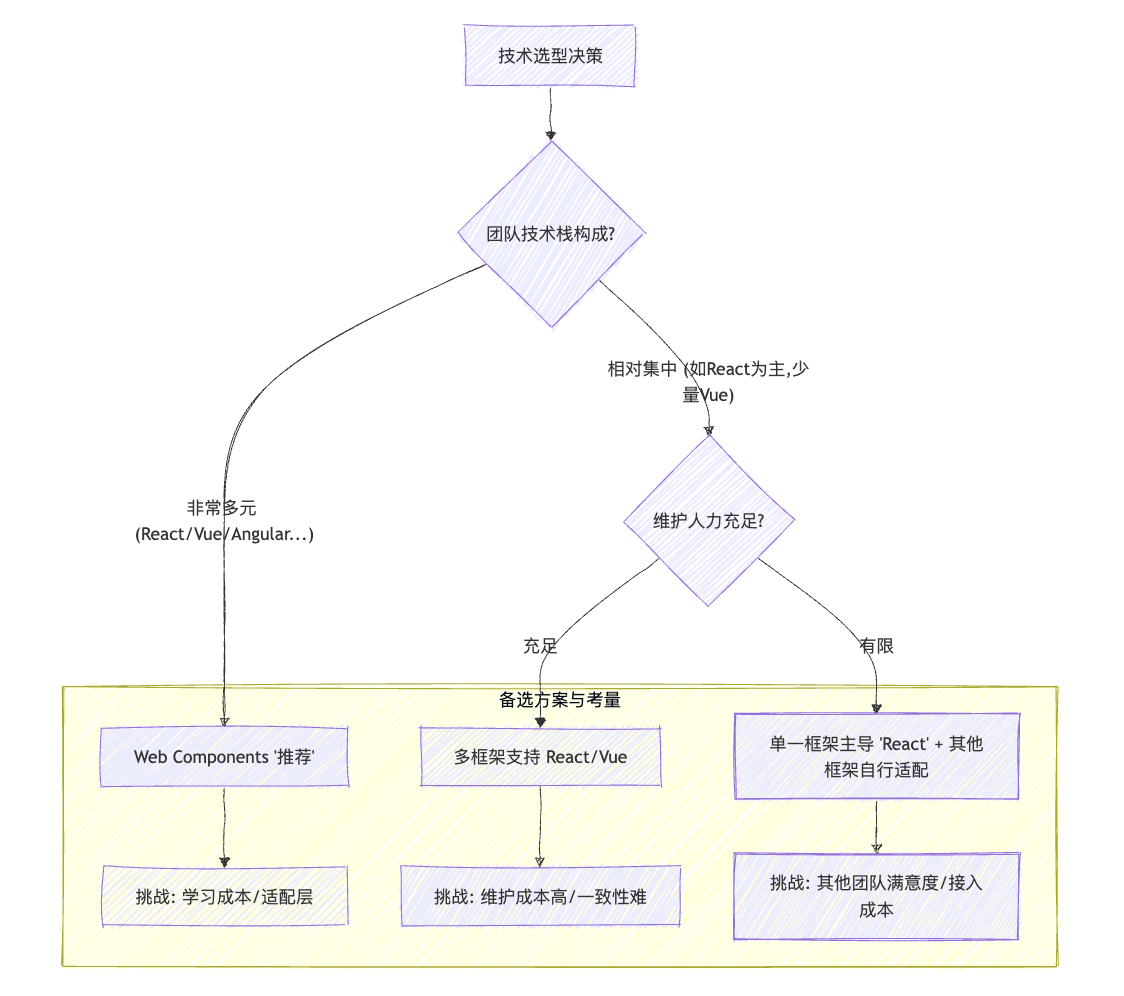 技术选型决策
团队技术栈构成?
相对集中 (如React为主,少
量Vue)
非常多元
(React/Vue/Angular...)
维护人力充足?
充足
有限
备选方案与考量
Web Components '推荐'
多框架支持 React/Vue
单一框架主导 'React' + 其他
框架自行适配
挑战: 学习成本/适配层
挑战: 维护成本高/一致性难
挑战: 其他团队满意度/接入
成本